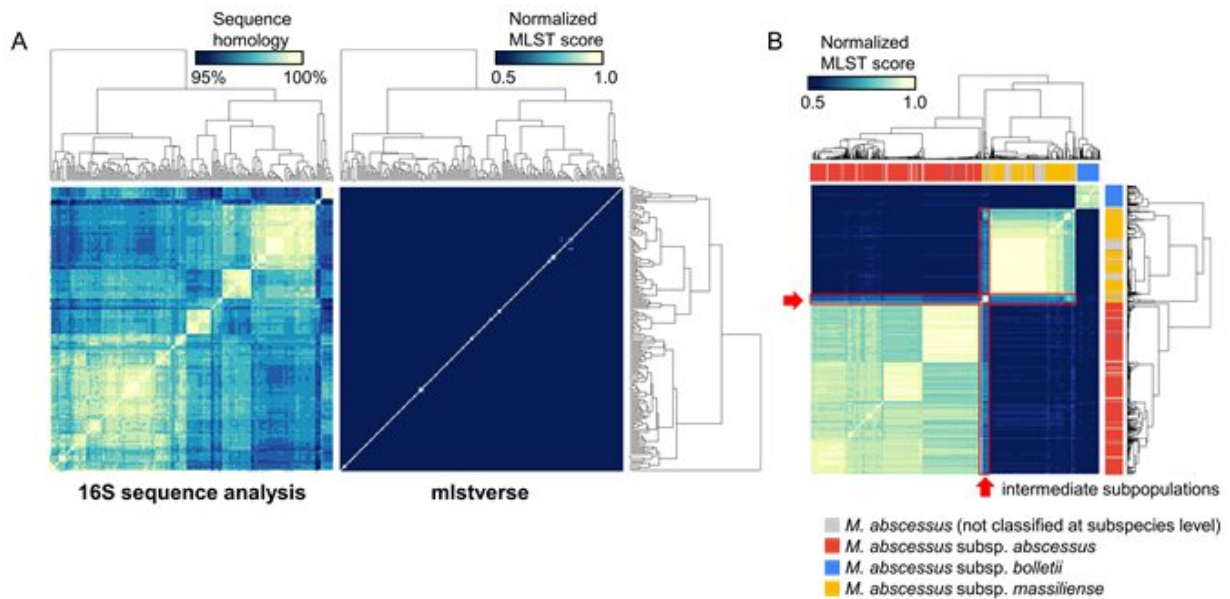 A
Sequence
homology
95% 100%
Normalized
MLST score
0.5 1.0
16S sequence analysis
mlstverse
B
Normalized
MLST score
0.5 1.0
intermediate subpopulations
M. abscessus (not classified at subspecies level)
M. abscessus subsp. abscessus
M. abscessus subsp. bolletii
M. abscessus subsp. massiliense